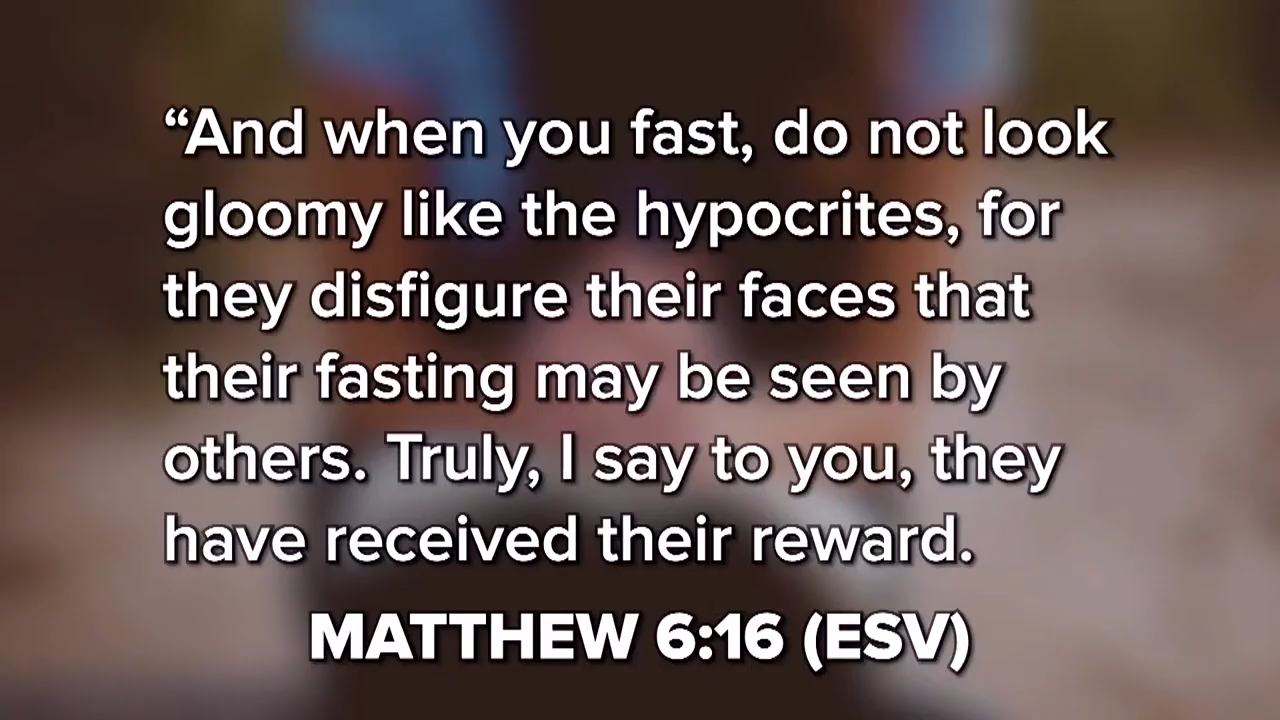 “And when you fast, do not look
gloomy like the hypocrites, for
they disfigure their faces that
their fasting may be seen by
others. Truly, I say to you, they
have received their reward.
MATTHEW 6:16 (ESV)